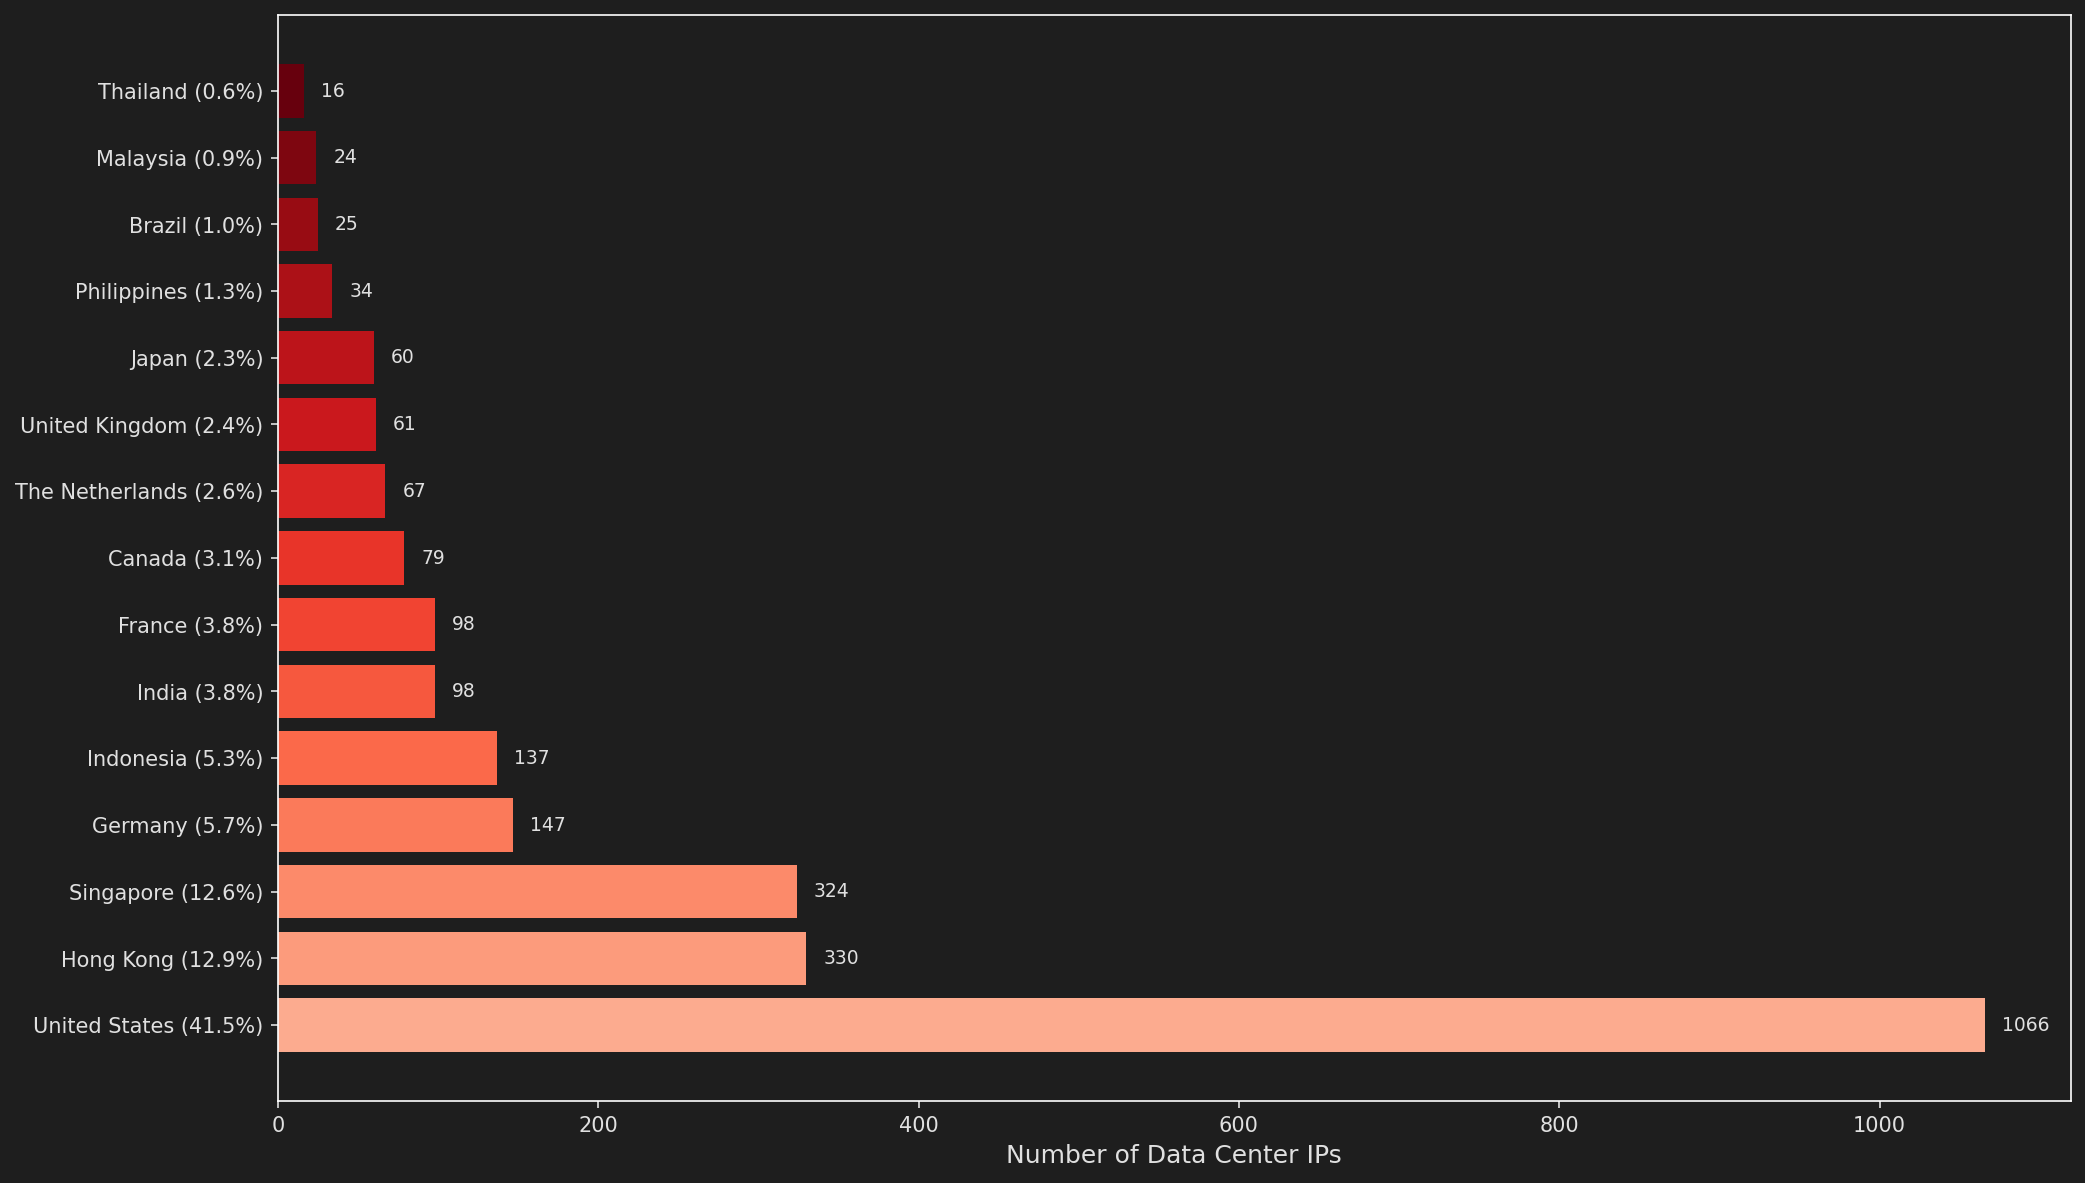 Thailand (0.6%) 16
Malaysia (0.9%) 24
Brazil (1.0%) 25
Philippines (1.3%) 34
Japan (2.3%) 60
United Kingdom (2.4%) 61
The Netherlands (2.6%) 67
Canada (3.1%) 79
France (3.8%) 98
India (3.8%) 98
Indonesia (5.3%) 137
Germany (5.7%) 147
Singapore (12.6%) 324
Hong Kong (12.9%) 330
United States (41.5%) 1066
0 200 400 600 800 1000
Number of Data Center IPs